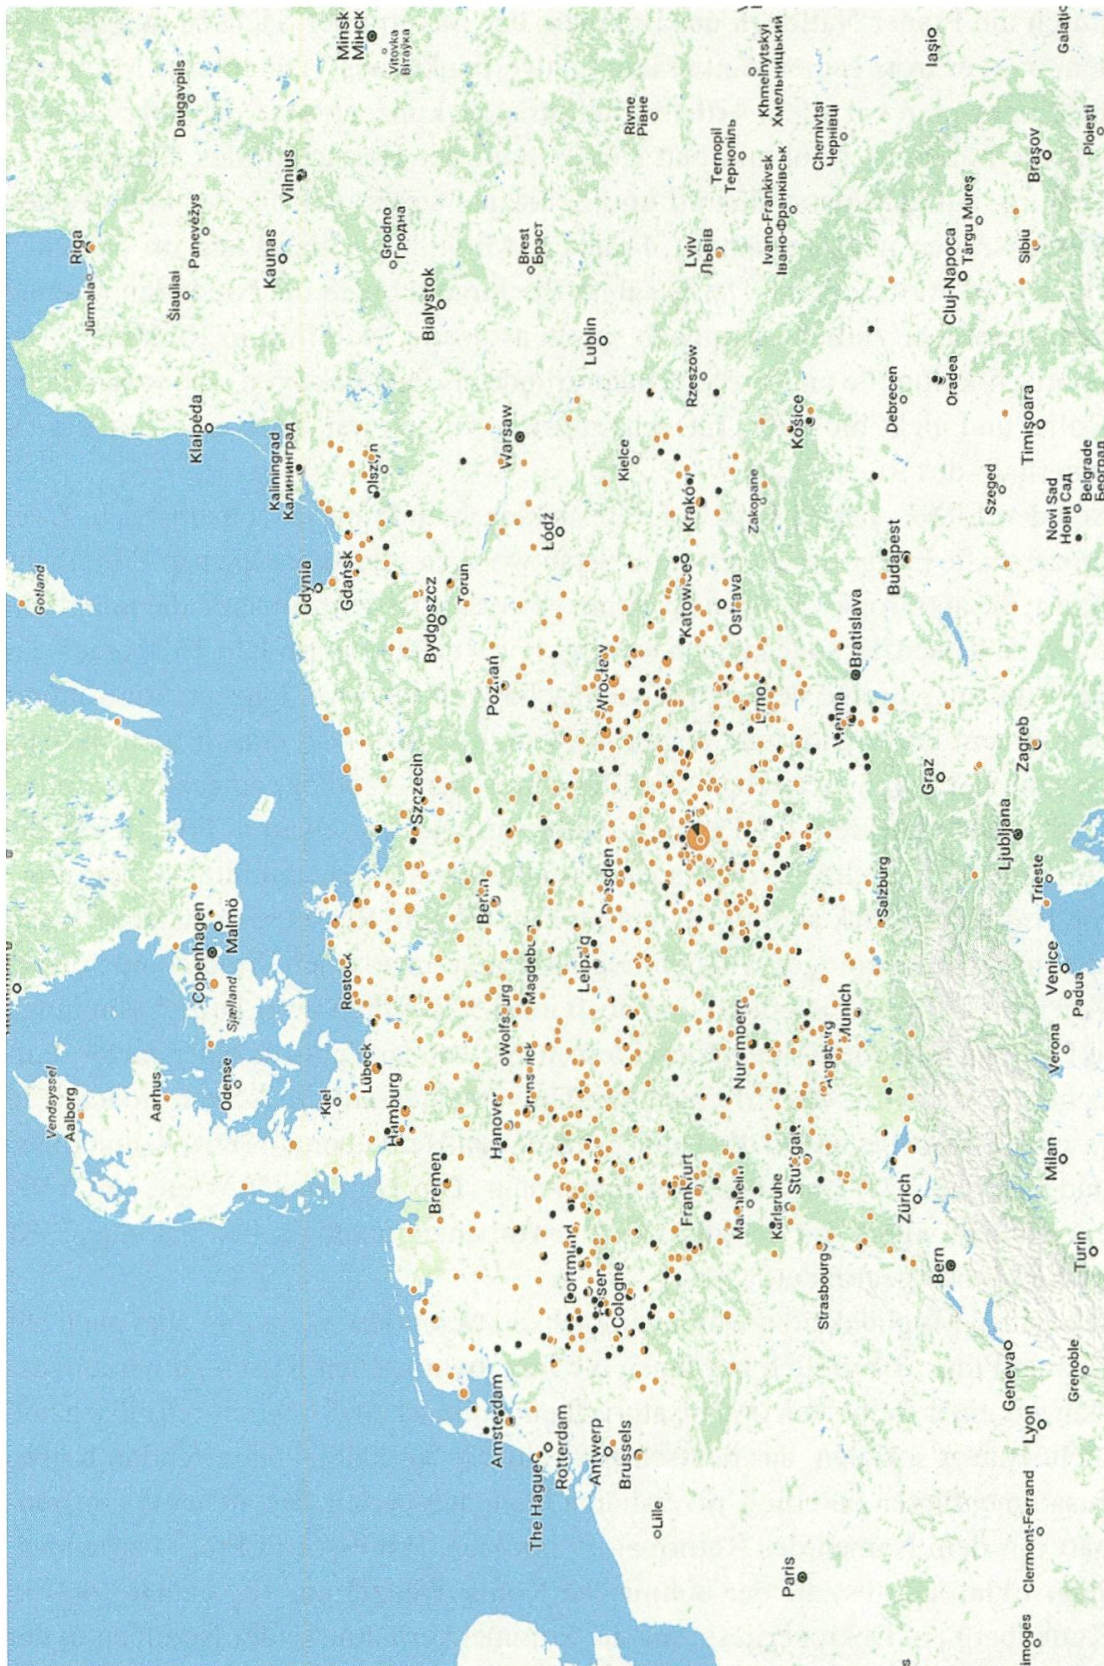 Gotland
Vendsyssel
Aalborg
Riga
Jūrmala
Aarhus
Šiauliai
Panevėžys
Daugavpils
Klaipėda
Copenhagen
Malmö
Sjælland
Odense
Kaunas
Vilnius
Kaliningrad
Калининград
Gdynia
Kiel
Gdańsk
Rostock
Minsk
Мінск
Vitovka
Вітаўка
Lübeck
Olsztyn
Hamburg
Grodno
Гродна
Szczecin
Bydgoszcz
Białystok
Bremen
Toruń
Berlin
Poznań
Amsterdam
Hanover
Wolfsburg
Warsaw
Brest
Брэст
The Hague
Magdeburg
Brunswick
Łódź
Rotterdam
Dortmund
Leipzig
Lublin
Antwerp
Essen
Dresden
Wrocław
Brussels
Cologne
Kielce
Rivne
Рівне
Lille
Frankfurt
Katowice
Kraków
Rzeszow
Lviv
Львів
Ternopil
Тернопіль
Ostrava
Mannheim
Nuremberg
Brno
Zakopane
Khmelnytskyi
Хмельницький
Ivano-Frankivsk
Івано-Франківськ
Karlsruhe
Paris
Stuttgart
Košice
Chernivtsi
Чернівці
Strasbourg
Augsburg
Munich
Vienna
Bratislava
Salzburg
Budapest
Debrecen
Zürich
Graz
Iași
Bern
Oradea
Cluj-Napoca
Târgu Mureș
Szeged
Geneva
Ljubljana
Zagreb
Timișoara
Sibiu
Brașov
Clermont-Ferrand
Lyon
Trieste
Venice
Milan
Verona
Padua
Novi Sad
Нови Сад
Grenoble
Turin
Belgrade
Београд
Ploiești
Galați
imoges